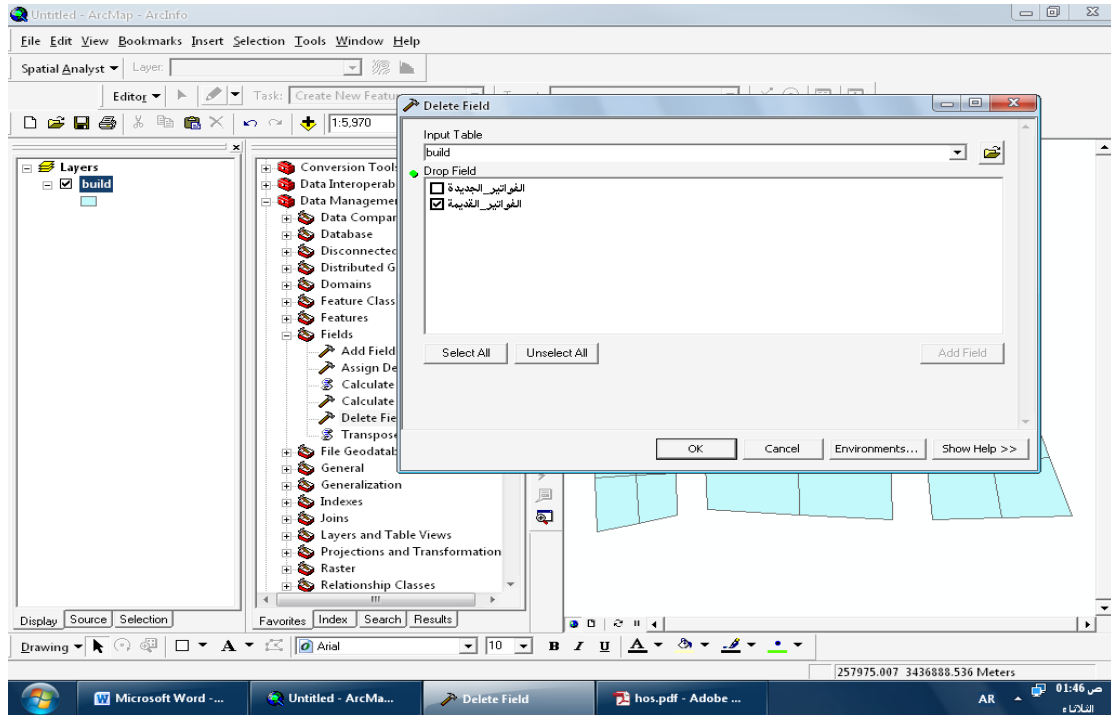 Untitled - ArcMap - ArcInfo
File Edit View Bookmarks Insert Selection Tools Window Help
Spatial Analyst Layer:
Editor Task: Create New Featu
1:5,970
Delete Field
Input Table
build
Drop Field
الفواتير_الجديدة
الفواتير_القديمة
Select All Unselect All Add Field
OK Cancel Environments... Show Help >>
Layers
build
Conversion Tool
Data Interoperab
Data Manageme
Data Compar
Database
Disconnected
Distributed G
Domains
Feature Class
Features
Fields
Add Field
Assign De
Calculate
Calculate
Delete Fie
Transpose
File Geodatab
General
Generalization
Indexes
Joins
Layers and Table Views
Projections and Transformation
Raster
Relationship Classes
Display Source Selection
Favorites Index Search Results
Drawing A Arial 10 B I U A
257975.007 3436888.536 Meters
Microsoft Word -... Untitled - ArcMa... Delete Field hos.pdf - Adobe ... AR 01:46 ص
الثلاثاء